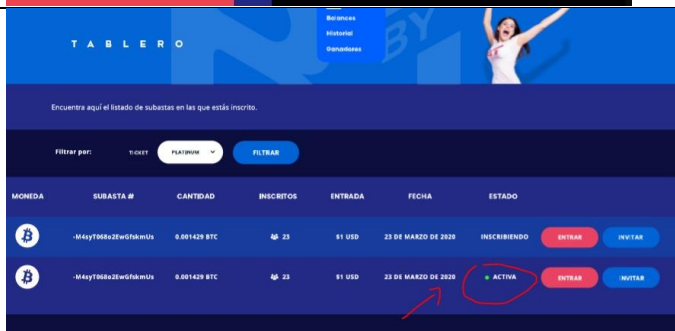 Balances
Historial
Ganadores
TABLERO
BY
Encuentra aquí el listado de subastas en las que estás inscrito.
Filtrar por: TICKET PLATINUM FILTRAR
MONEDA SUBASTA # CANTIDAD INSCRITOS ENTRADA FECHA ESTADO
0.001429 BTC 23 $1 USD 23 DE MARZO DE 2020 INSCRIBIENDO ENTRAR INVITAR
0.001429 BTC 23 $1 USD 23 DE MARZO DE 2020 ACTIVA ENTRAR INVITAR